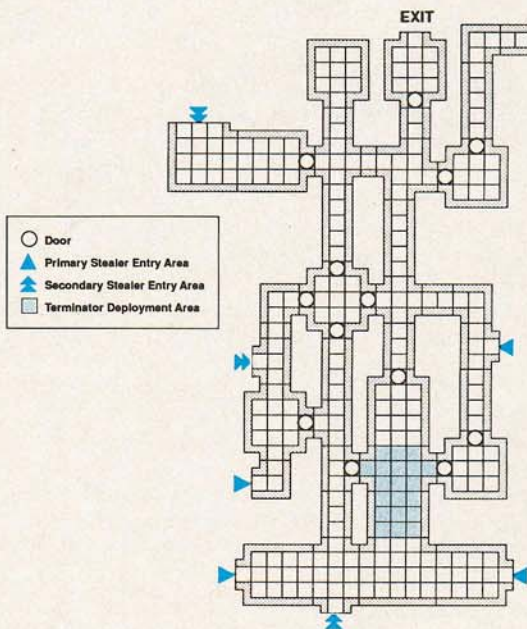 EXIT
Door
Primary Stealer Entry Area
Secondary Stealer Entry Area
Terminator Deployment Area